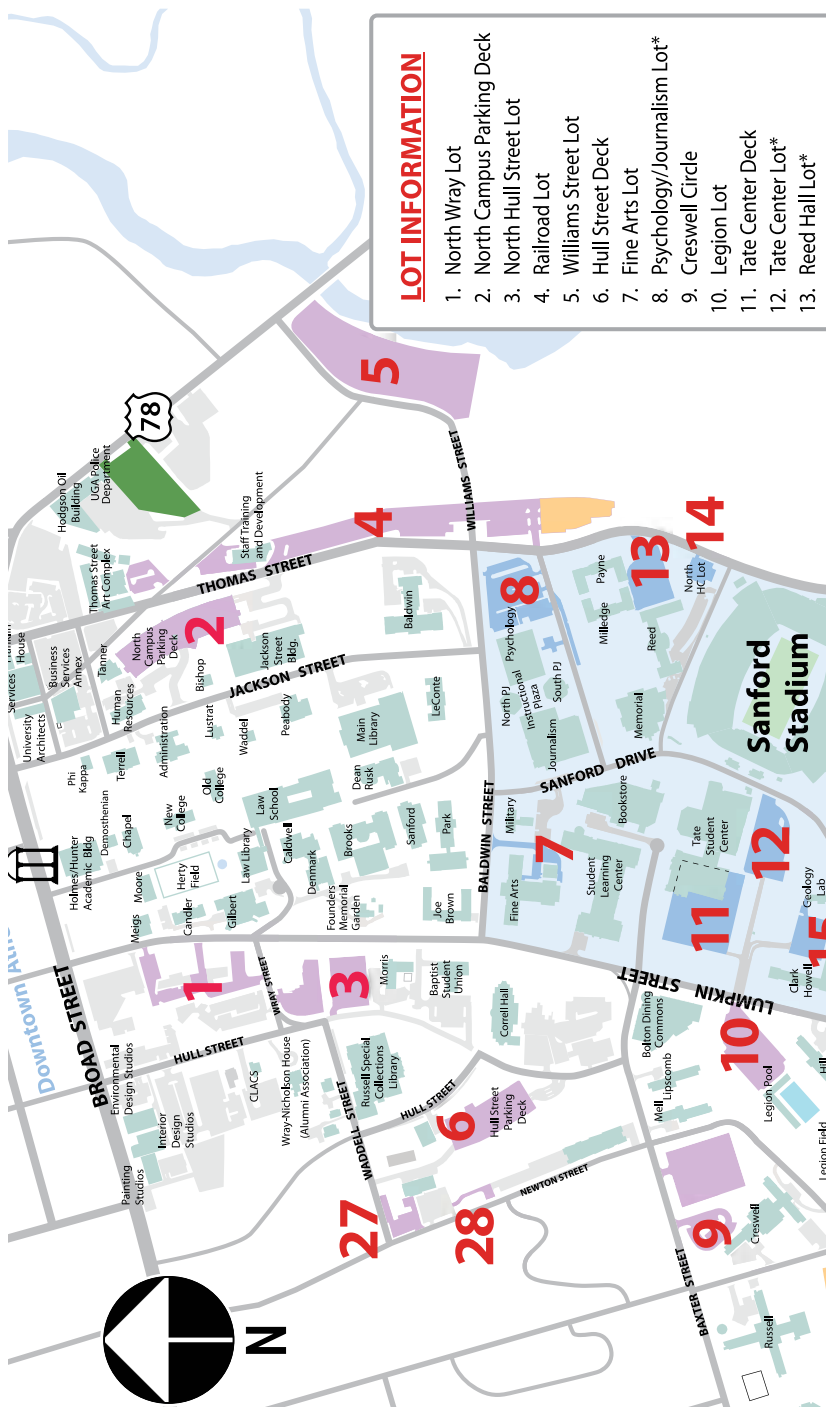 LOT INFORMATION
1. North Wray Lot
2. North Campus Parking Deck
3. North Hull Street Lot
4. Railroad Lot
5. Williams Street Lot
6. Hull Street Deck
7. Fine Arts Lot
8. Psychology/Journalism Lot*
9. Creswell Circle
10. Legion Lot
11. Tate Center Deck
12. Tate Center Lot*
13. Reed Hall Lot*
N
Downtown
BROAD STREET
Painting
Studios
Environmental
Design Studios
Interior
Design
Studios
HULL STREET
CLACS
Wray-Nicholson House
(Alumni Association)
WRAY STREET
WADDELL STREET
Russell Special
Collections
Library
HULL STREET
Hull Street
Parking
Deck
NEWTON STREET
27
28
6
1
3
Morris
Baptist
Student
Union
Correll Hall
Meigs
Moore
Holmes/Hunter
Academic Bldg
Demosthenian
Chapel
Phi
Kappa
Terrell
Candler
Herty
Field
New
College
Old
College
Administration
Gilbert
Law Library
Law
School
Caldwell
Denmark
Brooks
Founders
Memorial
Garden
Dean
Rusk
Sanford
Park
Joe
Brown
University
Architects
Services
House
Business
Services
Annex
Tanner
Human
Resources
North
Campus
Parking
Deck
2
Bishop
Lustrat
Waddel
Peabody
Jackson
Street
Bldg.
JACKSON STREET
Main
Library
LeConte
Baldwin
Thomas Street
Art Complex
Hodgson Oil
Building
UGA Police
Department
78
Staff Training
and Development
THOMAS STREET
4
5
WILLIAMS STREET
BALDWIN STREET
Fine Arts
Military
7
Student
Learning
Center
Bookstore
SANFORD DRIVE
Journalism
North PJ
Instructional
Plaza
South PJ
Psychology
8
Milledge
Payne
Reed
13
Memorial
North
HC Lot
14
Sanford
Stadium
Tate
Student
Center
11
12
Geology
Lab
15
Clark
Howell
LUMPKIN STREET
Bolton Dining
Commons
Mell
Lipscomb
10
Legion Pool
Legion Field
Hill
9
Creswell
BAXTER STREET
Russell